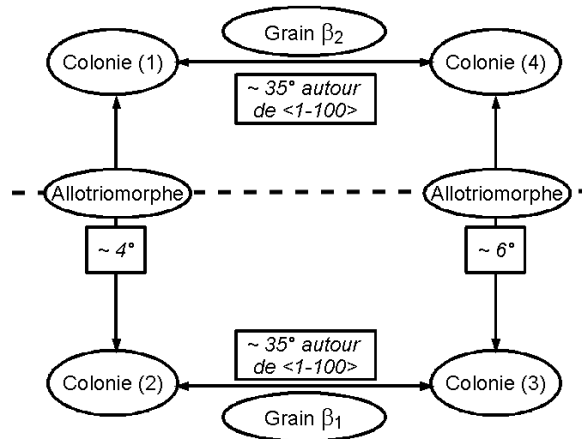 Grain β2
Colonie (1)
Colonie (4)
~ 35° autour
de <1-100>
Allotriomorphe
Allotriomorphe
~ 4°
~ 6°
~ 35° autour
de <1-100>
Colonie (2)
Colonie (3)
Grain β1